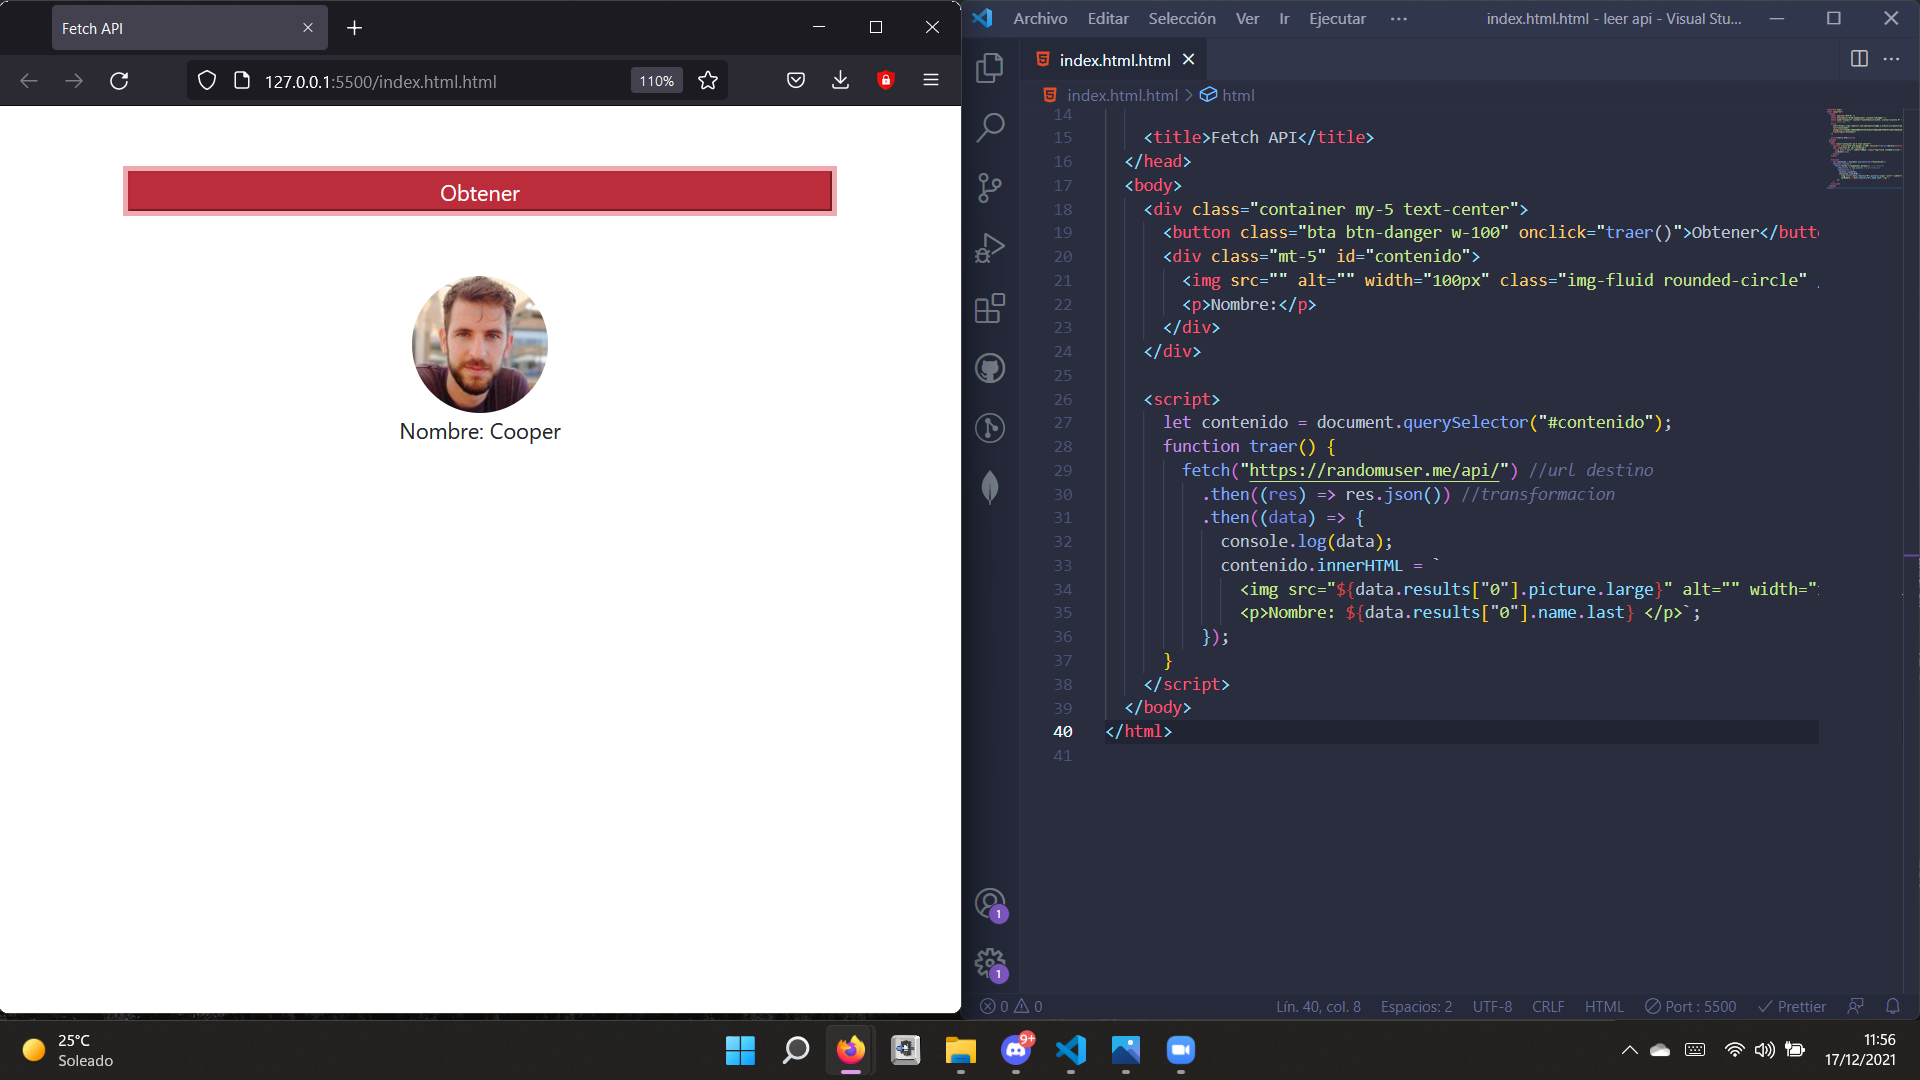 Fetch API
127.0.0.1:5500/index.html.html
110%
Obtener
Nombre: Cooper
Archivo Editar Selección Ver Ir Ejecutar ···
index.html.html - leer api - Visual Stu...
index.html.html
index.html.html > html
14
15 <title>Fetch API</title>
16 </head>
17 <body>
18 <div class="container my-5 text-center">
19 <button class="bta btn-danger w-100" onclick="traer()">Obtener</butt
20 <div class="mt-5" id="contenido">
21 <img src="" alt="" width="100px" class="img-fluid rounded-circle" /
22 <p>Nombre:</p>
23 </div>
24 </div>
25
26 <script>
27 let contenido = document.querySelector("#contenido");
28 function traer() {
29 fetch("https://randomuser.me/api/") //url destino
30 .then((res) => res.json()) //transformacion
31 .then((data) => {
32 console.log(data);
33 contenido.innerHTML = `
34 <img src="${data.results["0"].picture.large}" alt="" width="
35 <p>Nombre: ${data.results["0"].name.last} </p>`;
36 });
37 }
38 </script>
39 </body>
40 </html>
41
1
1
0 0
Lín. 40, col. 8 Espacios: 2 UTF-8 CRLF HTML Port : 5500 Prettier
25°C
Soleado
9+
11:56
17/12/2021